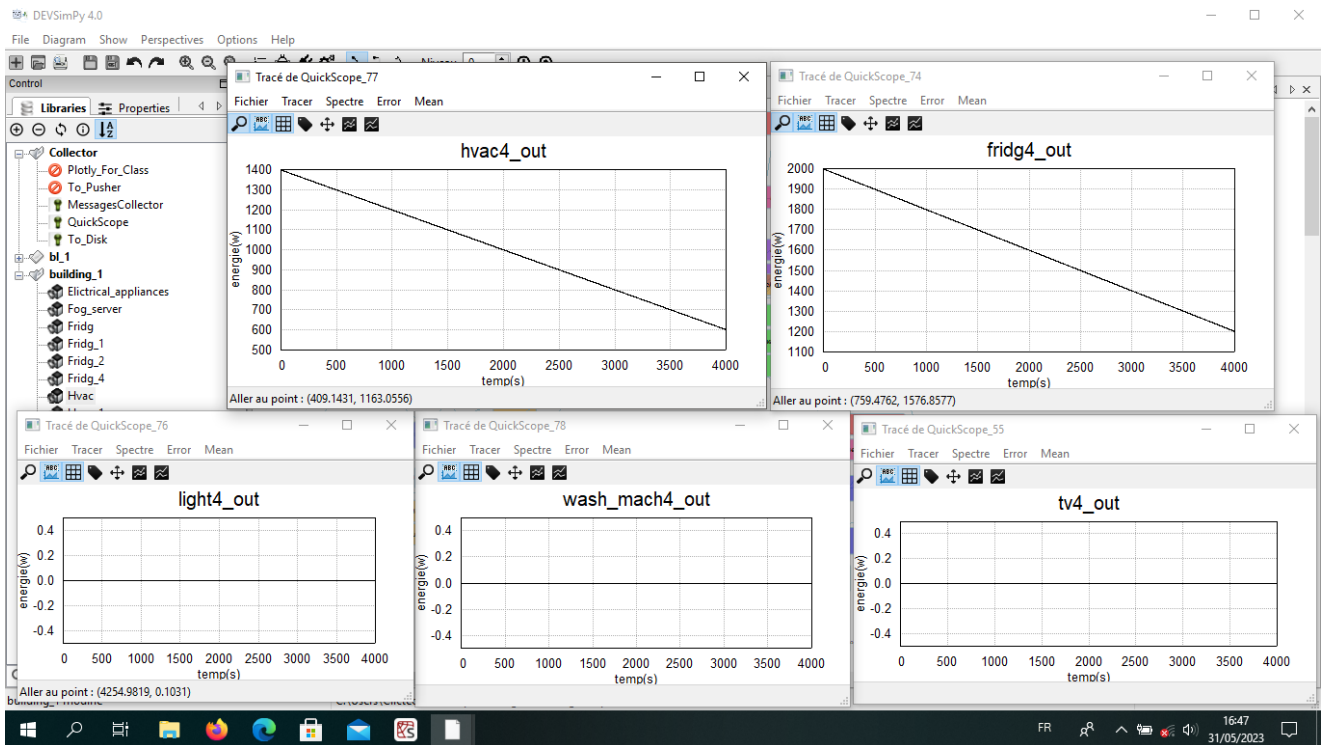 DEVSimPy 4.0
File Diagram Show Perspectives Options Help
Control
Libraries Properties
Collector
Plotly_For_Class
To_Pusher
MessagesCollector
QuickScope
To_Disk
bl_1
building_1
Elictrical_appliances
Fog_server
Fridg
Fridg_1
Fridg_2
Fridg_4
Hvac
Tracé de QuickScope_77
Fichier Tracer Spectre Error Mean
hvac4_out
energie(w)
1400
1300
1200
1100
1000
900
800
700
600
500
0 500 1000 1500 2000 2500 3000 3500 4000
temp(s)
Aller au point : (409.1431, 1163.0556)
Tracé de QuickScope_74
Fichier Tracer Spectre Error Mean
fridg4_out
energie(w)
2000
1900
1800
1700
1600
1500
1400
1300
1200
1100
0 500 1000 1500 2000 2500 3000 3500 4000
temp(s)
Aller au point : (759.4762, 1576.8577)
Tracé de QuickScope_76
Fichier Tracer Spectre Error Mean
light4_out
energie(w)
0.4
0.2
0.0
-0.2
-0.4
0 500 1000 1500 2000 2500 3000 3500 4000
temp(s)
Aller au point : (4254.9819, 0.1031)
Tracé de QuickScope_78
Fichier Tracer Spectre Error Mean
wash_mach4_out
energie(w)
0.4
0.2
0.0
-0.2
-0.4
0 500 1000 1500 2000 2500 3000 3500 4000
temp(s)
Tracé de QuickScope_55
Fichier Tracer Spectre Error Mean
tv4_out
energie(w)
0.4
0.2
0.0
-0.2
-0.4
0 500 1000 1500 2000 2500 3000 3500 4000
temp(s)
FR
16:47
31/05/2023